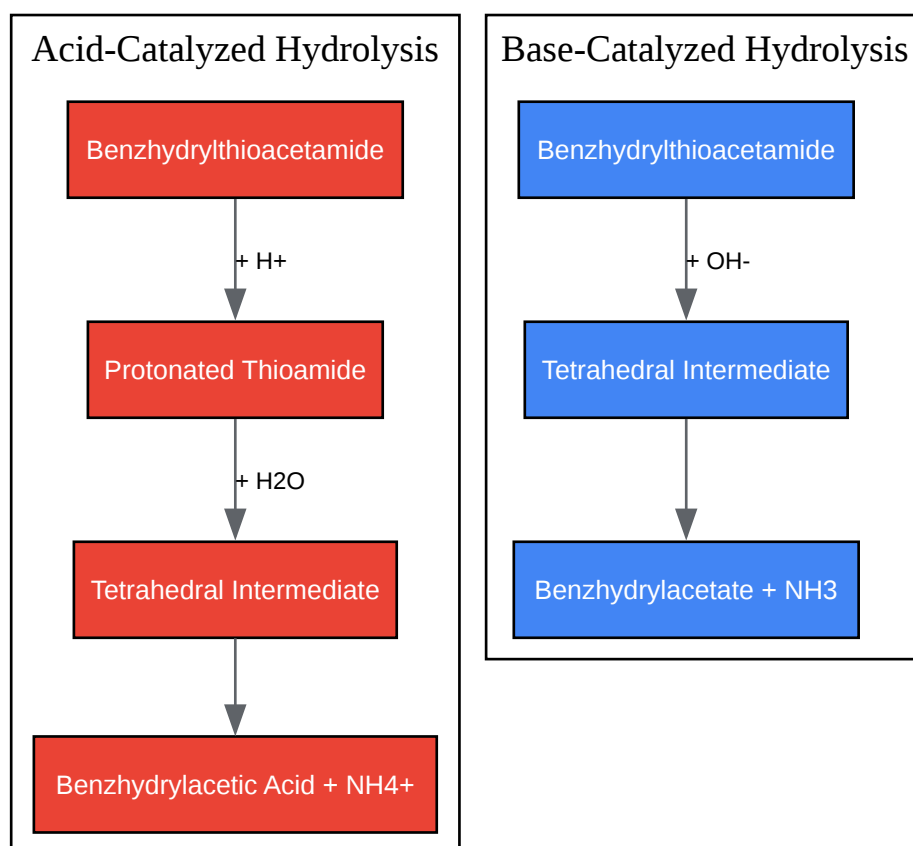 Acid-Catalyzed Hydrolysis
Benzhydrylthioacetamide
+ H+
Protonated Thioamide
+ H2O
Tetrahedral Intermediate
Benzhydrylacetic Acid + NH4+
Base-Catalyzed Hydrolysis
Benzhydrylthioacetamide
+ OH-
Tetrahedral Intermediate
Benzhydrylacetate + NH3